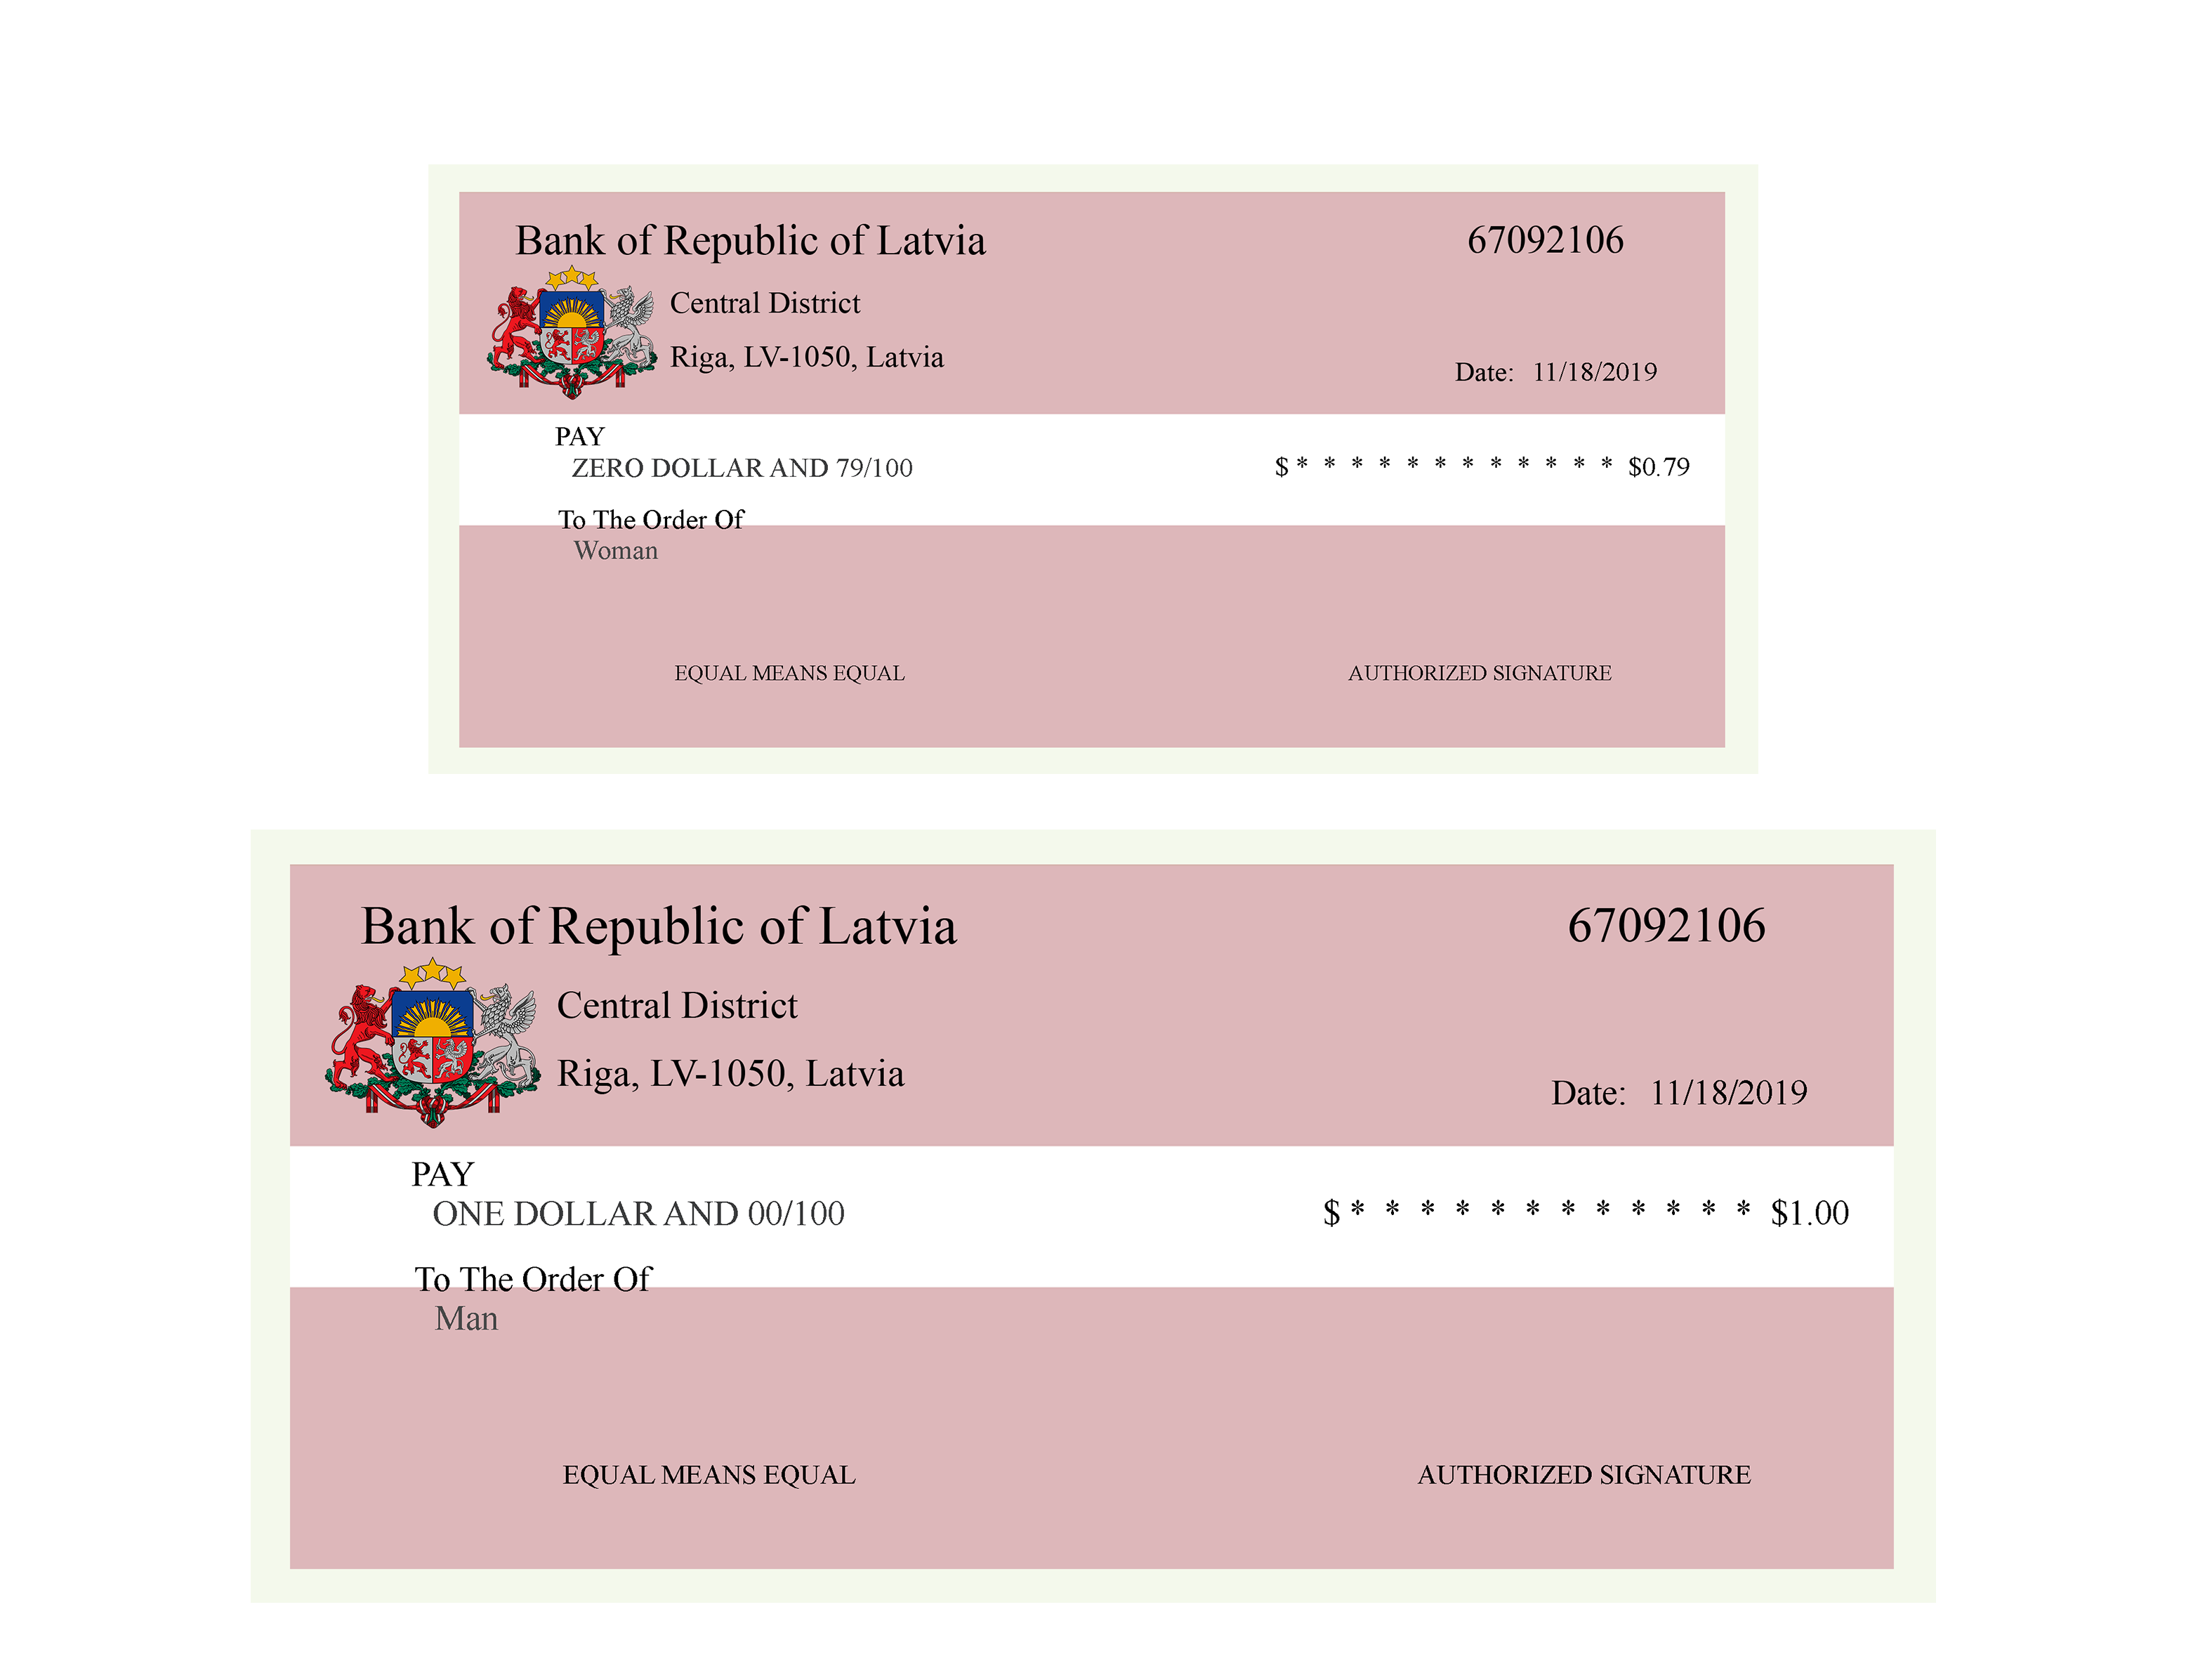 Bank of Republic of Latvia 67092106
Central District
Riga, LV-1050, Latvia
Date: 11/18/2019
PAY
ZERO DOLLAR AND 79/100 $ * * * * * * * * * * * * $0.79
To The Order Of
Woman
EQUAL MEANS EQUAL AUTHORIZED SIGNATURE
Bank of Republic of Latvia 67092106
Central District
Riga, LV-1050, Latvia
Date: 11/18/2019
PAY
ONE DOLLAR AND 00/100 $ * * * * * * * * * * * * $1.00
To The Order Of
Man
EQUAL MEANS EQUAL AUTHORIZED SIGNATURE